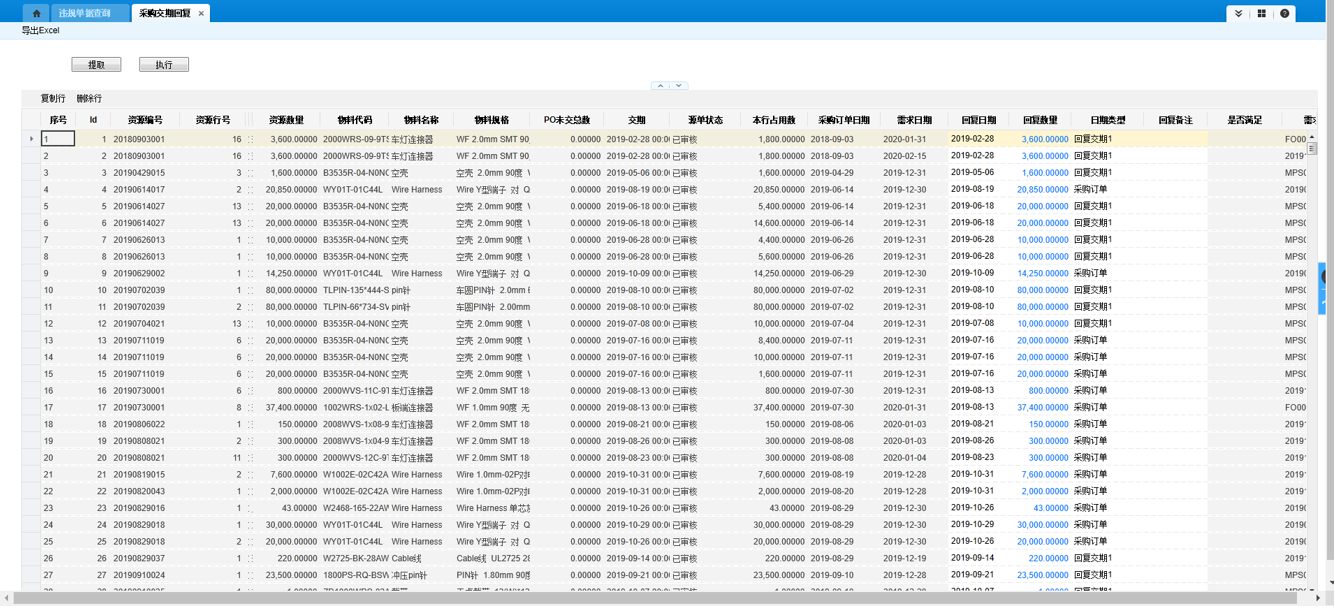 违规单据查询 采购交期回复 ×
导出Excel
提取 执行
复制行 删除行
序号 Id 资源编号 资源行号 资源数量 物料代码 物料名称 物料规格 PO未交总数 交期 源单状态 本行占用数 采购订单日期 需求日期 回复日期 回复数量 日期类型 回复备注 是否满足
1 1 20180903001 16 3,600.00000 2000WRS-09-9TS 车灯连接器 WF 2.0mm SMT 90 0.00000 2019-02-28 00:0 已审核 1,800.00000 2018-09-03 2020-01-31 2019-02-28 3,600.00000 回复交期1 FO00
2 2 20180903001 16 3,600.00000 2000WRS-09-9TS 车灯连接器 WF 2.0mm SMT 90 0.00000 2019-02-28 00:0 已审核 1,800.00000 2018-09-03 2020-02-15 2019-02-28 3,600.00000 回复交期1 2019
3 3 20190429015 3 1,600.00000 B3535R-04-N0NC 空壳 空壳 2.0mm 90度 0.00000 2019-05-06 00:0 已审核 1,600.00000 2019-04-29 2019-12-31 2019-05-06 1,600.00000 回复交期1 MPS0
4 4 20190614017 2 20,850.00000 WY01T-01C44L Wire Harness Wire Y型端子 对 Q 0.00000 2019-08-19 00:0 已审核 20,850.00000 2019-06-14 2019-12-30 2019-08-19 20,850.00000 采购订单 2019
5 5 20190614027 13 20,000.00000 B3535R-04-N0NC 空壳 空壳 2.0mm 90度 0.00000 2019-06-18 00:0 已审核 5,400.00000 2019-06-14 2019-12-31 2019-06-18 20,000.00000 回复交期1 MPS0
6 6 20190614027 13 20,000.00000 B3535R-04-N0NC 空壳 空壳 2.0mm 90度 0.00000 2019-06-18 00:0 已审核 14,600.00000 2019-06-14 2019-12-31 2019-06-18 20,000.00000 回复交期1 MPS0
7 7 20190626013 1 10,000.00000 B3535R-04-N0NC 空壳 空壳 2.0mm 90度 0.00000 2019-06-28 00:0 已审核 4,400.00000 2019-06-26 2019-12-31 2019-06-28 10,000.00000 回复交期1 MPS0
8 8 20190626013 1 10,000.00000 B3535R-04-N0NC 空壳 空壳 2.0mm 90度 0.00000 2019-06-28 00:0 已审核 5,600.00000 2019-06-26 2019-12-31 2019-06-28 10,000.00000 回复交期1 MPS0
9 9 20190629002 1 14,250.00000 WY01T-01C44L Wire Harness Wire Y型端子 对 Q 0.00000 2019-10-09 00:0 已审核 14,250.00000 2019-06-29 2019-12-30 2019-10-09 14,250.00000 采购订单 2019
10 10 20190702039 1 80,000.00000 TLPIN-135*444-S pin针 车圆PIN针 2.0mm 0.00000 2019-08-10 00:0 已审核 80,000.00000 2019-07-02 2019-12-31 2019-08-10 80,000.00000 回复交期1 MPS0
11 11 20190702039 2 80,000.00000 TLPIN-66*734-SV pin针 车圆PIN针 2.00mm 0.00000 2019-08-10 00:0 已审核 80,000.00000 2019-07-02 2019-12-31 2019-08-10 80,000.00000 回复交期1 MPS0
12 12 20190704021 13 10,000.00000 B3535R-04-N0NC 空壳 空壳 2.0mm 90度 0.00000 2019-07-08 00:0 已审核 10,000.00000 2019-07-04 2019-12-31 2019-07-08 10,000.00000 回复交期1 MPS0
13 13 20190711019 6 20,000.00000 B3535R-04-N0NC 空壳 空壳 2.0mm 90度 0.00000 2019-07-16 00:0 已审核 8,400.00000 2019-07-11 2019-12-31 2019-07-16 20,000.00000 采购订单 MPS0
14 14 20190711019 6 20,000.00000 B3535R-04-N0NC 空壳 空壳 2.0mm 90度 0.00000 2019-07-16 00:0 已审核 10,000.00000 2019-07-11 2019-12-31 2019-07-16 20,000.00000 采购订单 MPS0
15 15 20190711019 6 20,000.00000 B3535R-04-N0NC 空壳 空壳 2.0mm 90度 0.00000 2019-07-16 00:0 已审核 1,600.00000 2019-07-11 2019-12-31 2019-07-16 20,000.00000 采购订单 MPS0
16 16 20190730001 6 800.00000 2000WVS-11C-9T 车灯连接器 WF 2.0mm SMT 18 0.00000 2019-08-13 00:0 已审核 800.00000 2019-07-30 2019-12-31 2019-08-13 800.00000 采购订单 2019
17 17 20190730001 8 37,400.00000 1002WRS-1x02-L 板端连接器 WF 1.0mm 90度 无 0.00000 2019-08-13 00:0 已审核 37,400.00000 2019-07-30 2020-01-31 2019-08-13 37,400.00000 采购订单 FO00
18 18 20190806022 1 150.00000 2008WVS-1x08-9 车灯连接器 WF 2.0mm SMT 18 0.00000 2019-08-21 00:0 已审核 150.00000 2019-08-06 2020-01-03 2019-08-21 150.00000 采购订单 2019
19 19 20190808021 2 300.00000 2008WVS-1x04-9 车灯连接器 WF 2.0mm SMT 18 0.00000 2019-08-26 00:0 已审核 300.00000 2019-08-08 2020-01-03 2019-08-26 300.00000 采购订单 2019
20 20 20190808021 11 300.00000 2000WVS-12C-9T 车灯连接器 WF 2.0mm SMT 18 0.00000 2019-08-23 00:0 已审核 300.00000 2019-08-08 2020-01-04 2019-08-23 300.00000 采购订单 2019
21 21 20190819015 2 7,600.00000 W1002E-02C42A Wire Harness Wire 1.0mm-02P对 0.00000 2019-10-31 00:0 已审核 7,600.00000 2019-08-19 2019-12-28 2019-10-31 7,600.00000 采购订单 2019
22 22 20190820043 1 2,000.00000 W1002E-02C42A Wire Harness Wire 1.0mm-02P对 0.00000 2019-10-31 00:0 已审核 2,000.00000 2019-08-20 2019-12-28 2019-10-31 2,000.00000 采购订单 2019
23 23 20190829016 1 43.00000 W2468-165-22AW Wire Harness Wire Harness 单芯 0.00000 2019-10-26 00:0 已审核 43.00000 2019-08-29 2019-12-28 2019-10-26 43.00000 采购订单 2019
24 24 20190829018 1 30,000.00000 WY01T-01C44L Wire Harness Wire Y型端子 对 Q 0.00000 2019-10-29 00:0 已审核 30,000.00000 2019-08-29 2019-12-30 2019-10-29 30,000.00000 采购订单 2019
25 25 20190829018 2 20,000.00000 WY01T-01C44L Wire Harness Wire Y型端子 对 Q 0.00000 2019-10-26 00:0 已审核 20,000.00000 2019-08-29 2019-12-30 2019-10-26 20,000.00000 采购订单 2019
26 26 20190829037 1 220.00000 W2725-BK-28AW Cable线 Cable线 UL2725 28 0.00000 2019-09-14 00:0 已审核 220.00000 2019-08-29 2019-12-19 2019-09-14 220.00000 回复交期1 2019
27 27 20190910024 1 23,500.00000 1800PS-RQ-BSW 冲压pin针 PIN针 1.80mm 90 0.00000 2019-09-21 00:0 已审核 23,500.00000 2019-09-10 2019-12-28 2019-09-21 23,500.00000 回复交期1 MPS0